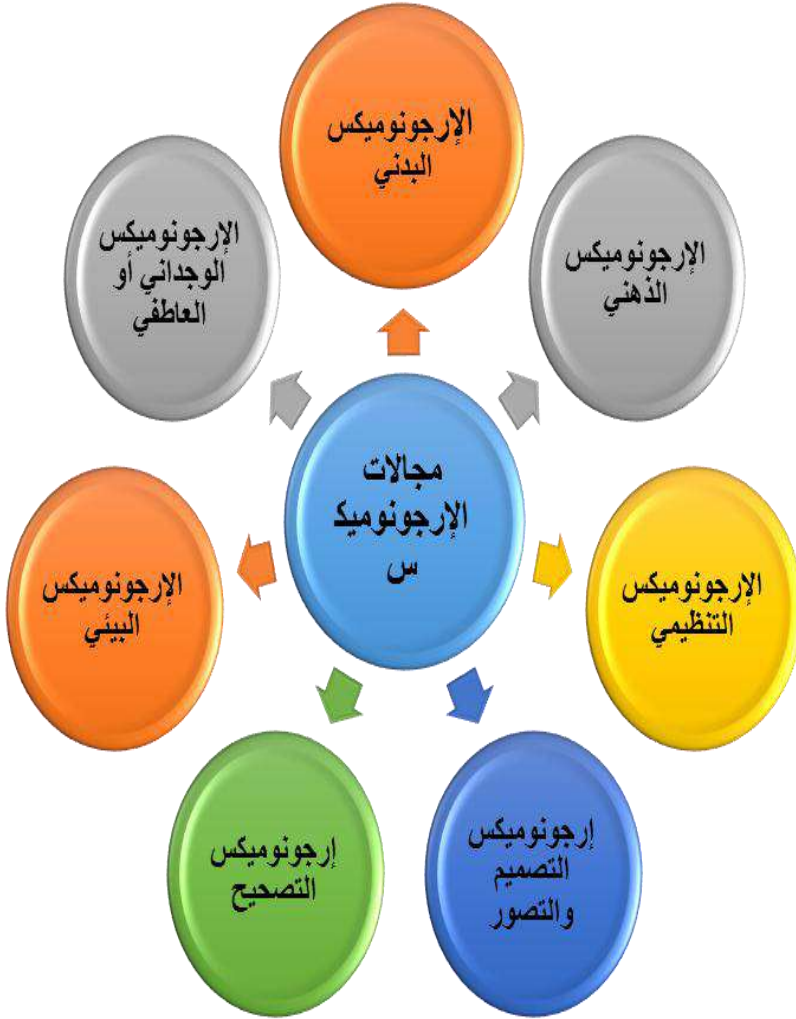 الإرجونوميكس
البدني
الإرجونوميكس
الذهني
الإرجونوميكس
التنظيمي
إرجونوميكس
التصميم
والتصور
إرجونوميكس
التصحيح
الإرجونوميكس
البيئي
الإرجونوميكس
الوجداني أو
العاطفي
مجالات
الإرجونوميك
س